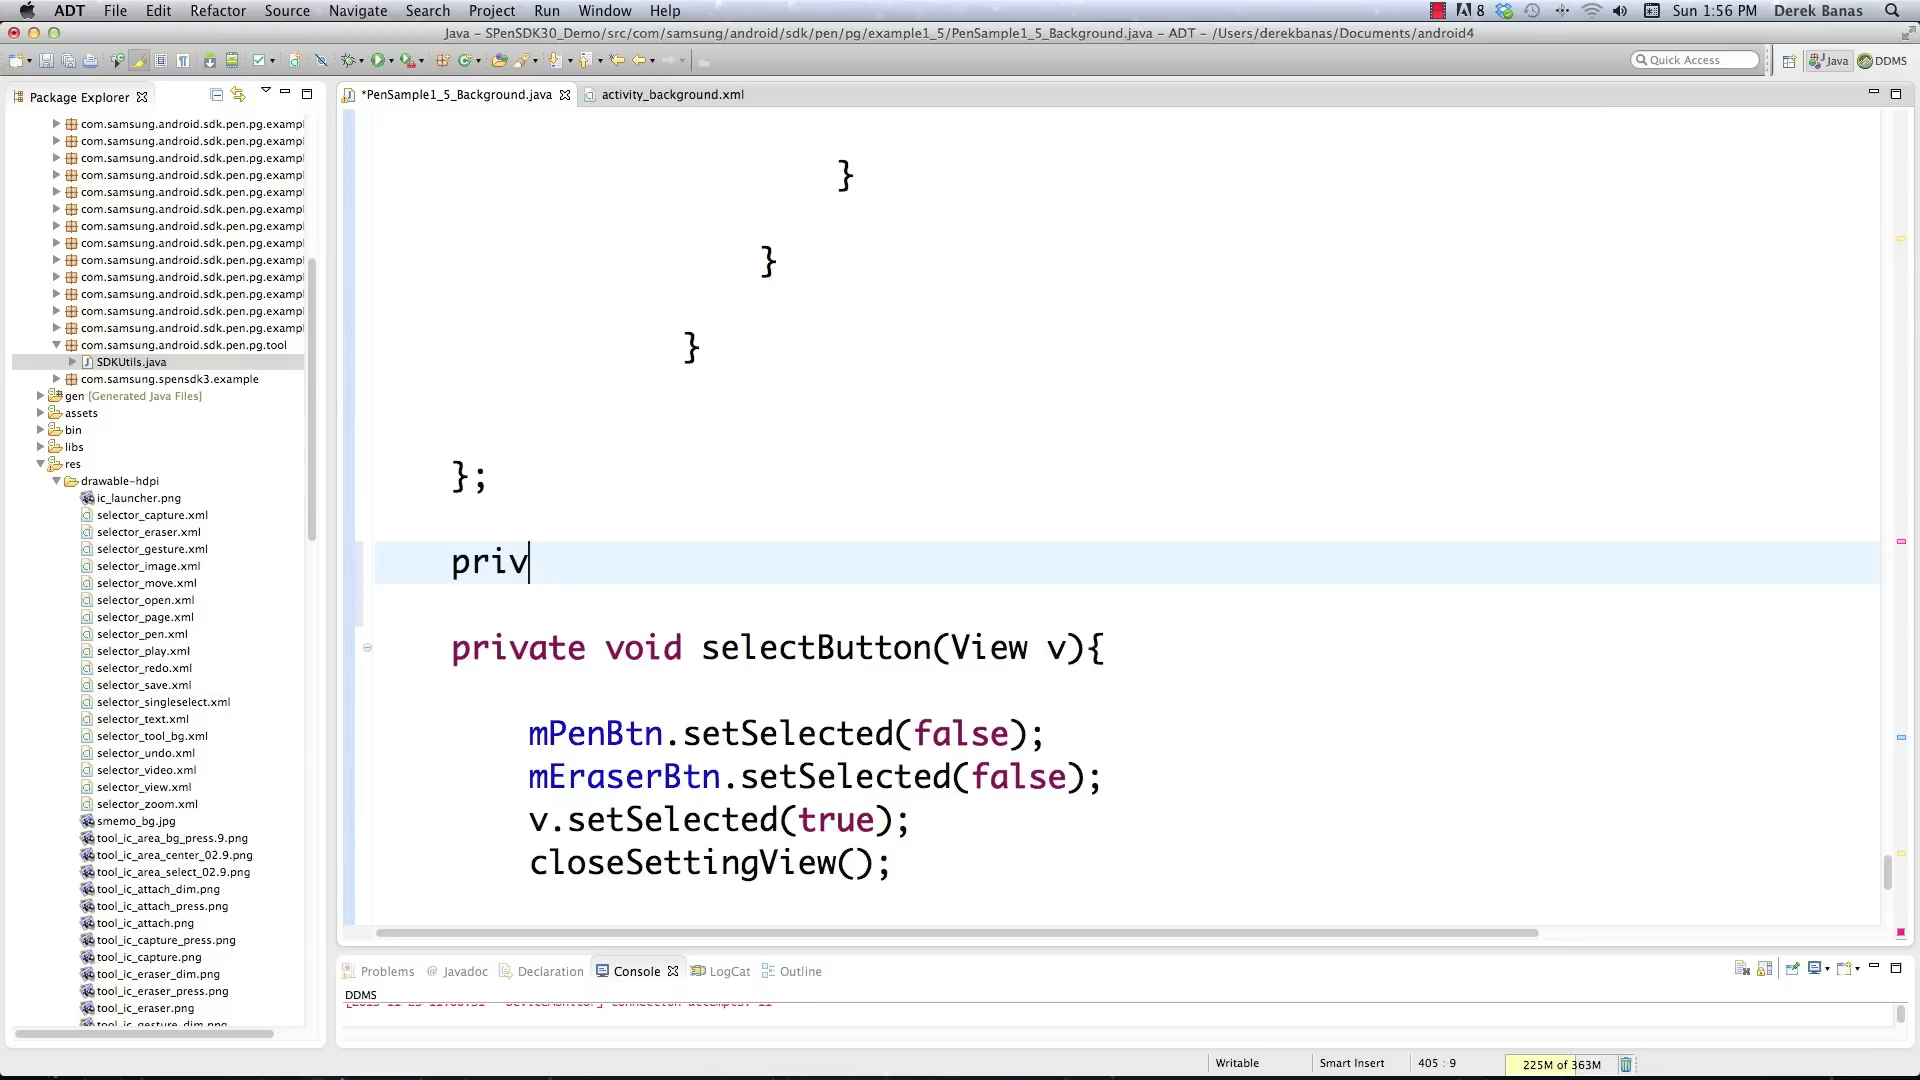 ADT File Edit Refactor Source Navigate Search Project Run Window Help 8 Sun 1:56 PM Derek Banas
Java – SPenSDK30_Demo/src/com/samsung/android/sdk/pen/pg/example1_5/PenSample1_5_Background.java – ADT – /Users/derekbanas/Documents/android4
Quick Access Java DDMS
Package Explorer
*PenSample1_5_Background.java activity_background.xml
com.samsung.android.sdk.pen.pg.exampl
com.samsung.android.sdk.pen.pg.exampl
com.samsung.android.sdk.pen.pg.exampl
com.samsung.android.sdk.pen.pg.exampl
com.samsung.android.sdk.pen.pg.exampl
com.samsung.android.sdk.pen.pg.exampl
com.samsung.android.sdk.pen.pg.exampl
com.samsung.android.sdk.pen.pg.exampl
com.samsung.android.sdk.pen.pg.exampl
com.samsung.android.sdk.pen.pg.exampl
com.samsung.android.sdk.pen.pg.exampl
com.samsung.android.sdk.pen.pg.exampl
com.samsung.android.sdk.pen.pg.exampl
com.samsung.android.sdk.pen.pg.tool
SDKUtils.java
com.samsung.spensdk3.example
gen [Generated Java Files]
assets
bin
libs
res
drawable-hdpi
ic_launcher.png
selector_capture.xml
selector_eraser.xml
selector_gesture.xml
selector_image.xml
selector_move.xml
selector_open.xml
selector_page.xml
selector_pen.xml
selector_play.xml
selector_redo.xml
selector_save.xml
selector_singleselect.xml
selector_text.xml
selector_tool_bg.xml
selector_undo.xml
selector_video.xml
selector_view.xml
selector_zoom.xml
smemo_bg.jpg
tool_ic_area_bg_press.9.png
tool_ic_area_center_02.9.png
tool_ic_area_select_02.9.png
tool_ic_attach_dim.png
tool_ic_attach_press.png
tool_ic_attach.png
tool_ic_capture_press.png
tool_ic_capture.png
tool_ic_eraser_dim.png
tool_ic_eraser_press.png
tool_ic_eraser.png
tool_ic_gesture_dim.png
}
}
}
};
priv
private void selectButton(View v){
mPenBtn.setSelected(false);
mEraserBtn.setSelected(false);
v.setSelected(true);
closeSettingView();
Problems @ Javadoc Declaration Console LogCat Outline
DDMS
Writable Smart Insert 405 : 9 225M of 363M